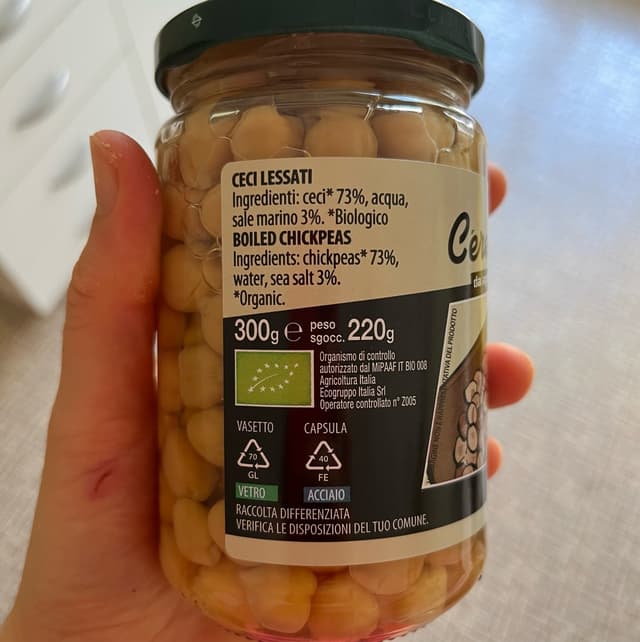 CECI LESSATI
Ingredienti: ceci* 73%, acqua,
sale marino 3%. *Biologico
BOILED CHICKPEAS
Ingredients: chickpeas* 73%,
water, sea salt 3%.
*Organic.
300g e peso sgocc. 220g
Organismo di controllo
autorizzato dal MiPAAF IT BIO 008
Agricoltura Italia
Ecogruppo Italia Srl
Operatore controllato n° Z005
VASETTO CAPSULA
70 40
GL FE
VETRO ACCIAIO
RACCOLTA DIFFERENZIATA
VERIFICA LE DISPOSIZIONI DEL TUO COMUNE.
DEL PRODOTTO